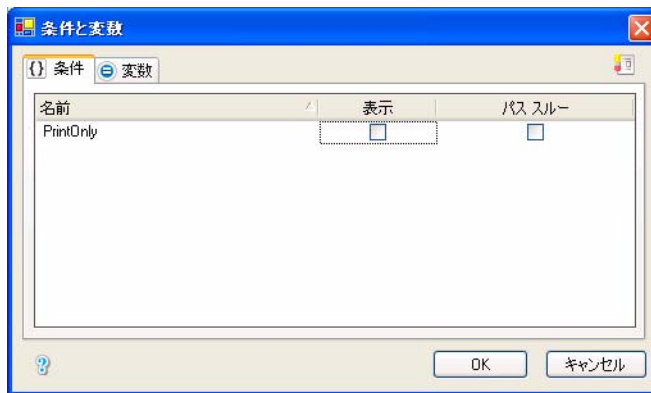 条件と変数
{} 条件 変数
名前 表示 パス スルー
PrintOnly
OK キャンセル